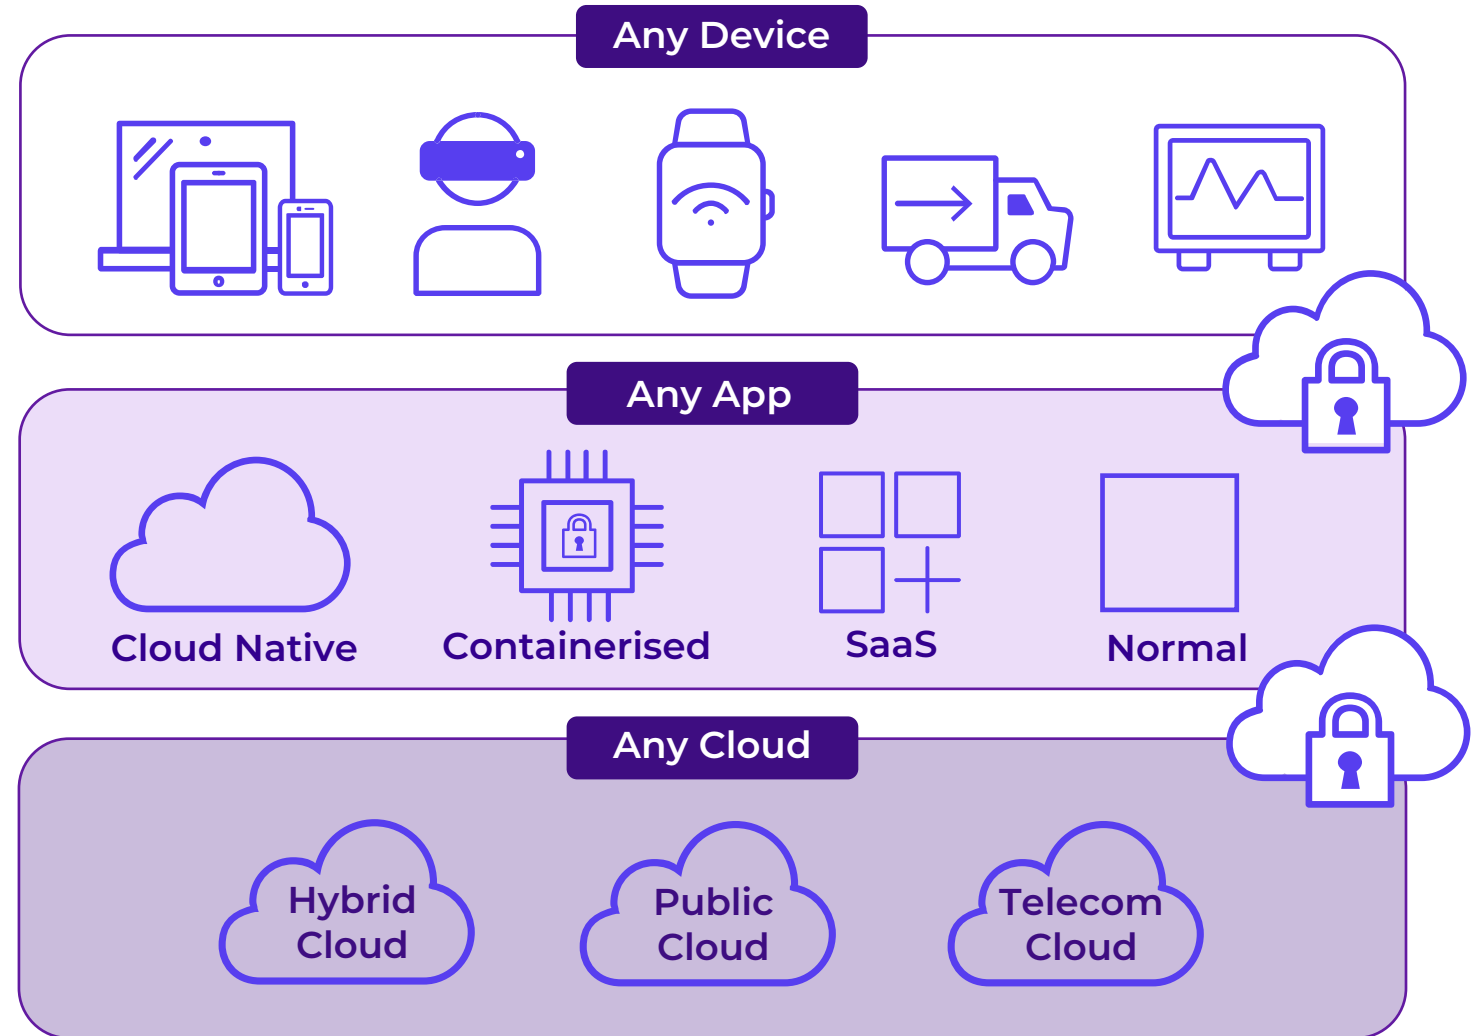 Any Device
Any App
Cloud Native
Containerised
SaaS
Normal
Any Cloud
Hybrid
Cloud
Public
Cloud
Telecom
Cloud